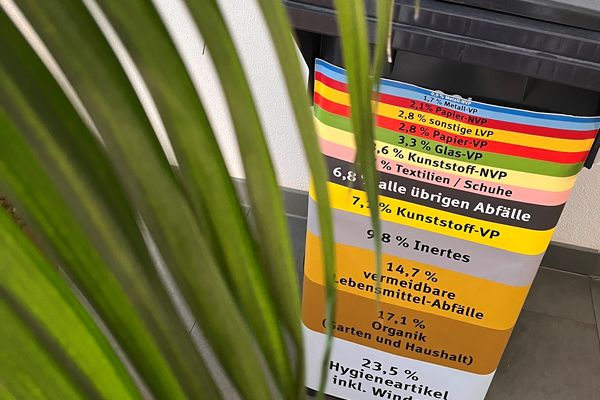 1,7 % Metall-VP
2,1% Papier-NVP
2,8 % sonstige LVP
2,8 % Papier-VP
3,3 % Glas-VP
,6 % Kunststoff-NVP
% Textilien / Schuhe
6,8 % alle übrigen Abfälle
7, % Kunststoff-VP
9,8 % Inertes
14,7 %
vermeidbare
Lebensmittel-Abfälle
17,1 %
Organik
(Garten und Haushalt)
23,5 %
Hygieneartikel
inkl. Wind